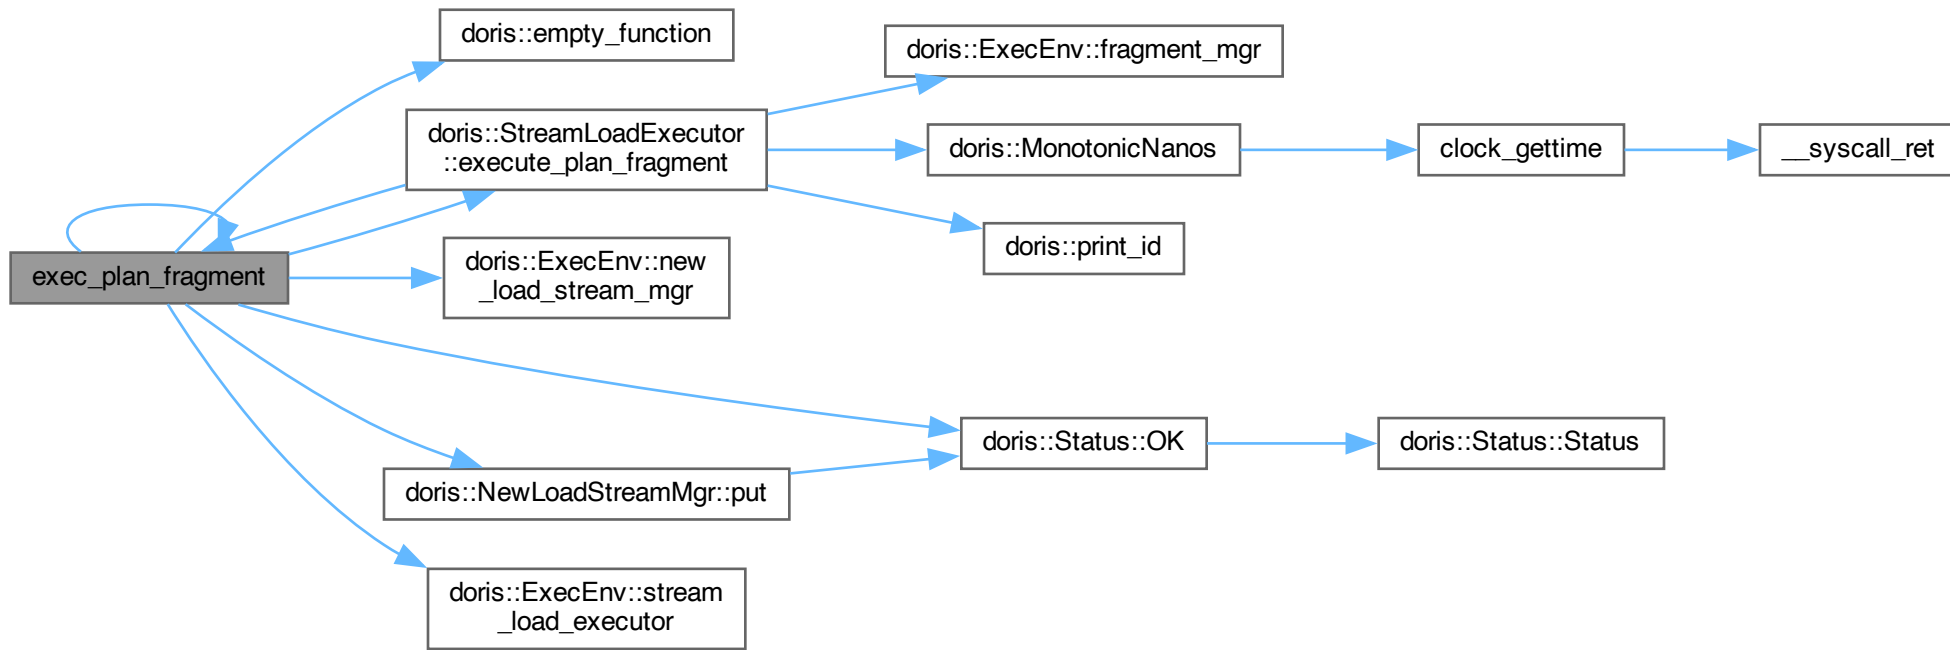 doris::empty_function
doris::ExecEnv::fragment_mgr
doris::StreamLoadExecutor
::execute_plan_fragment
doris::MonotonicNanos
clock_gettime
__syscall_ret
doris::print_id
exec_plan_fragment
doris::ExecEnv::new
_load_stream_mgr
doris::Status::OK
doris::Status::Status
doris::NewLoadStreamMgr::put
doris::ExecEnv::stream
_load_executor